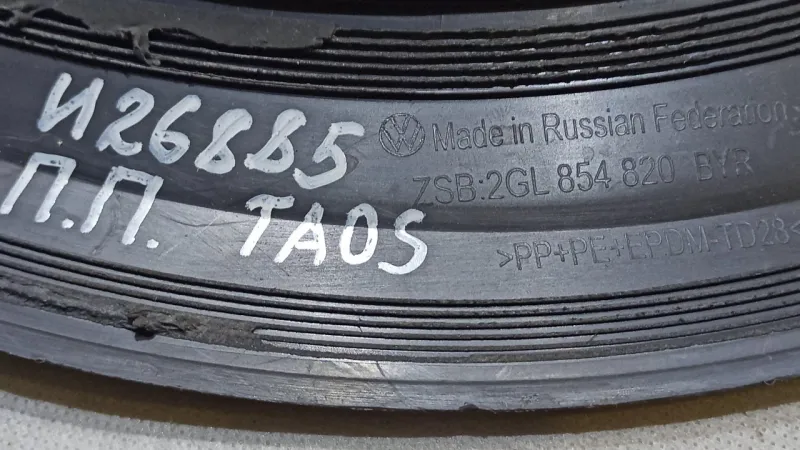 И26885
П.П. TAOS
Made in Russian Federation
ZSB:2GL 854 820 BYR
>PP+PE+EPDM-TD28<